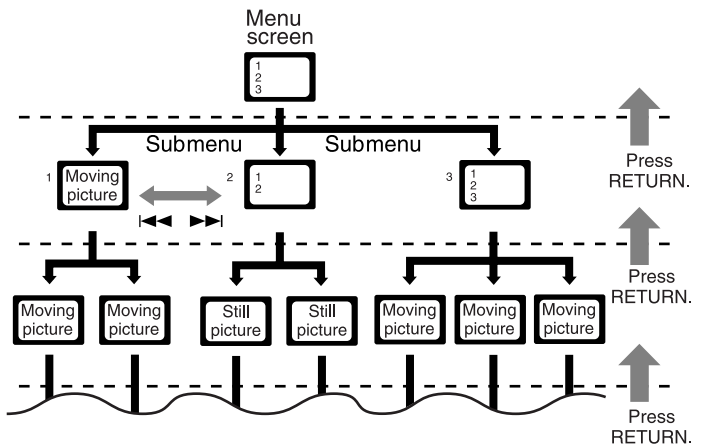 Menu
screen
1
2
3
Submenu
Submenu
1
Moving
picture
2
1
2
3
1
2
3
Press
RETURN.
Moving
picture
Moving
picture
Still
picture
Still
picture
Moving
picture
Moving
picture
Moving
picture
Press
RETURN.
Press
RETURN.